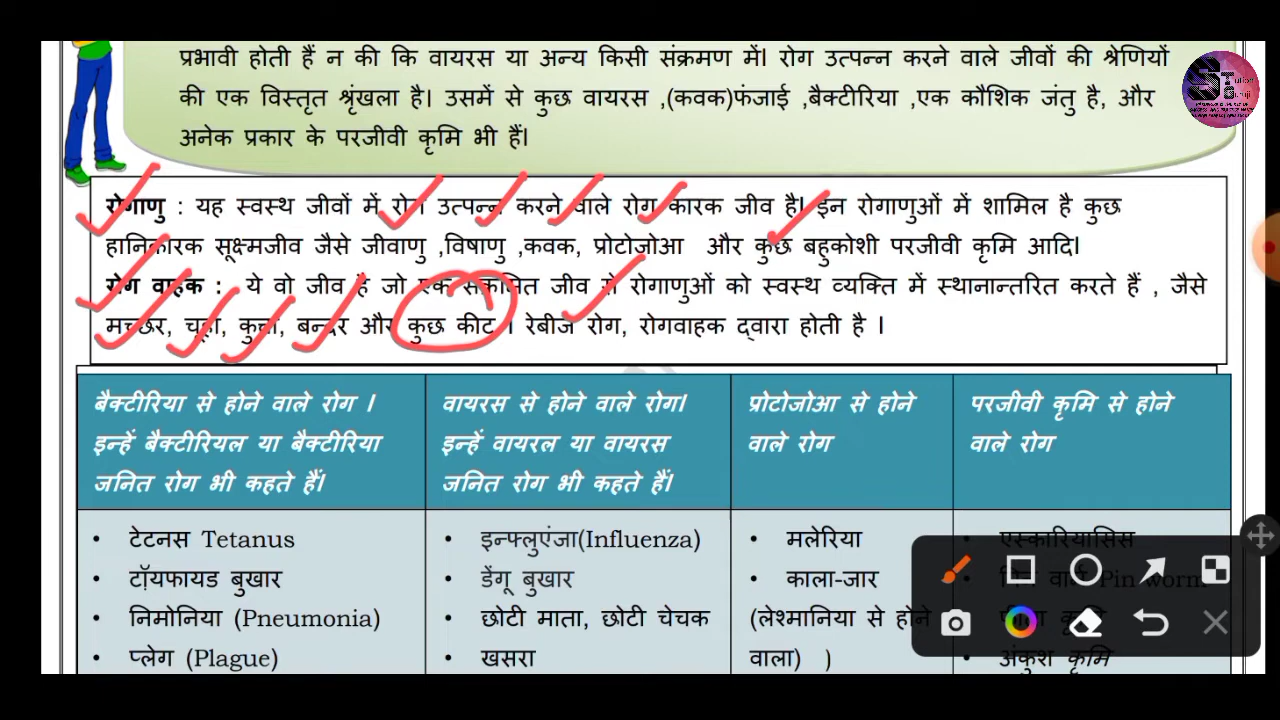 प्रभावी होती हैं न की कि वायरस या अन्य किसी संक्रमण में। रोग उत्पन्न करने वाले जीवों की श्रेणियों
की एक विस्तृत श्रृंखला है। उसमें से कुछ वायरस ,(कवक)फंजाई ,बैक्टीरिया ,एक कौशिक जंतु है, और
अनेक प्रकार के परजीवी कृमि भी हैं।
रोगाणु : यह स्वस्थ जीवों में रोग उत्पन्न करने वाले रोग कारक जीव है। इन रोगाणुओं में शामिल है कुछ
हानिकारक सूक्ष्मजीव जैसे जीवाणु ,विषाणु ,कवक, प्रोटोजोआ और कुछ बहुकोशी परजीवी कृमि आदि।
रोग वाहक : ये वो जीव है जो एक संक्रमित जीव से रोगाणुओं को स्वस्थ व्यक्ति में स्थानान्तरित करते हैं , जैसे
मच्छर, चूहा, कुत्ता, बन्दर और कुछ कीट । रेबीज रोग, रोगवाहक द्वारा होती है ।
बैक्टीरिया से होने वाले रोग ।
इन्हें बैक्टीरियल या बैक्टीरिया
जनित रोग भी कहते हैं।
वायरस से होने वाले रोग।
इन्हें वायरल या वायरस
जनित रोग भी कहते हैं।
प्रोटोजोआ से होने
वाले रोग
परजीवी कृमि से होने
वाले रोग
• टेटनस Tetanus
• टॉयफायड बुखार
• निमोनिया (Pneumonia)
• प्लेग (Plague)
• इन्फ्लुएंजा(Influenza)
• डेंगू बुखार
• छोटी माता, छोटी चेचक
• खसरा
• मलेरिया
• काला-जार
(लेश्मानिया से होने
वाला) )
• एस्कारियासिस
• पिन वार्म Pin worm
• फीता कृमि
• अंकुश कृमि